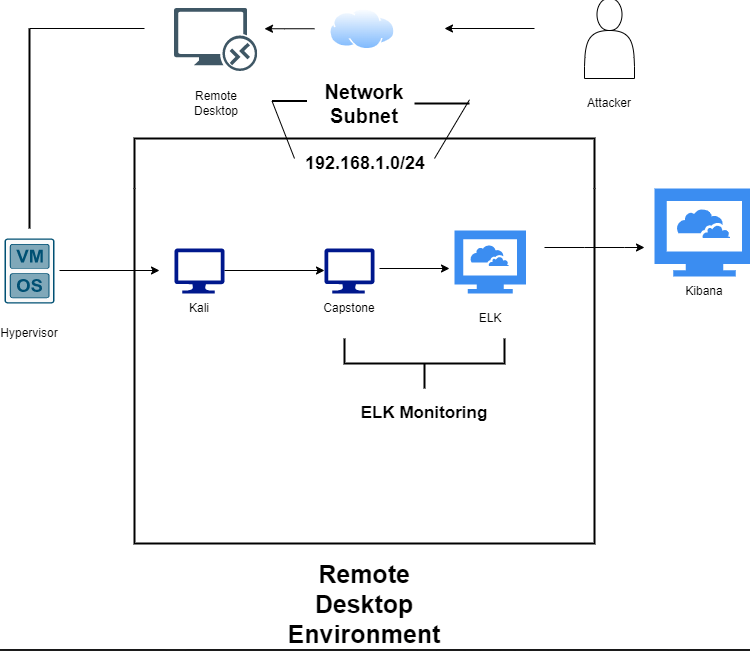 Remote
Desktop
Attacker
Network
Subnet
192.168.1.0/24
VM
OS
Hypervisor
Kali
Capstone
ELK
Kibana
ELK Monitoring
Remote
Desktop
Environment